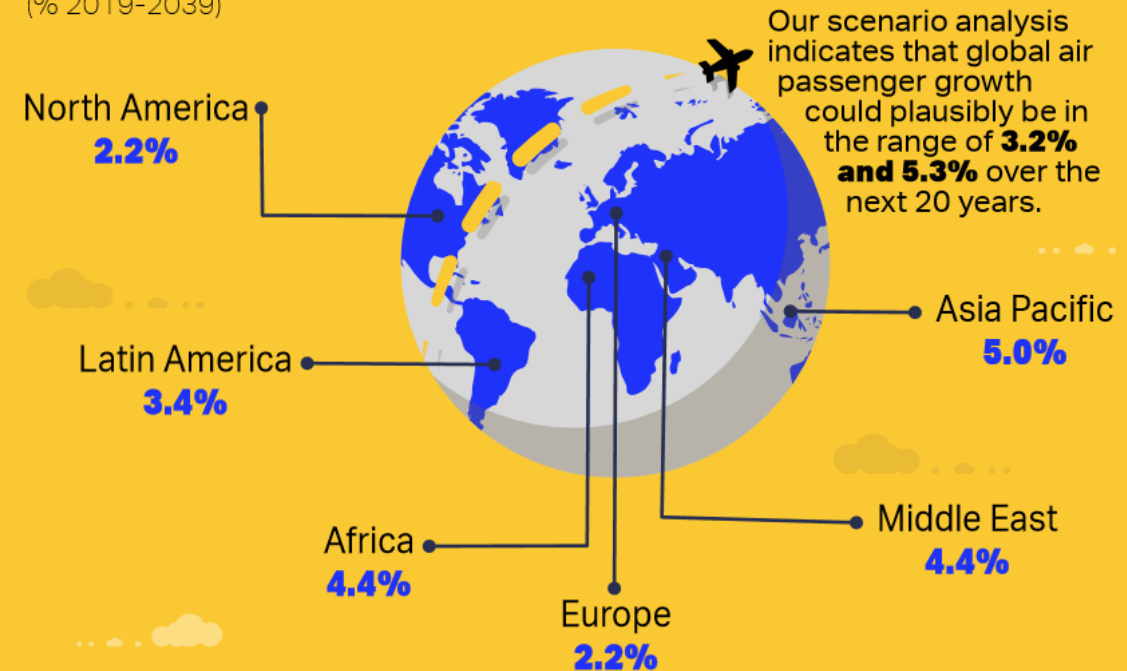 (% 2019-2039)
Our scenario analysis
indicates that global air
passenger growth
could plausibly be in
the range of 3.2%
and 5.3% over the
next 20 years.
North America
2.2%
Asia Pacific
5.0%
Latin America
3.4%
Middle East
4.4%
Africa
4.4%
Europe
2.2%